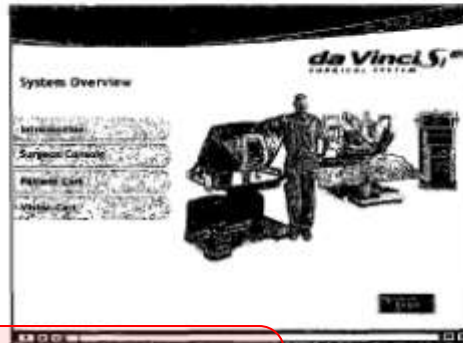 da Vinci Si
SURGICAL SYSTEM
System Overview
Introduction
Surgeon Console
Patient Cart
Vision Cart